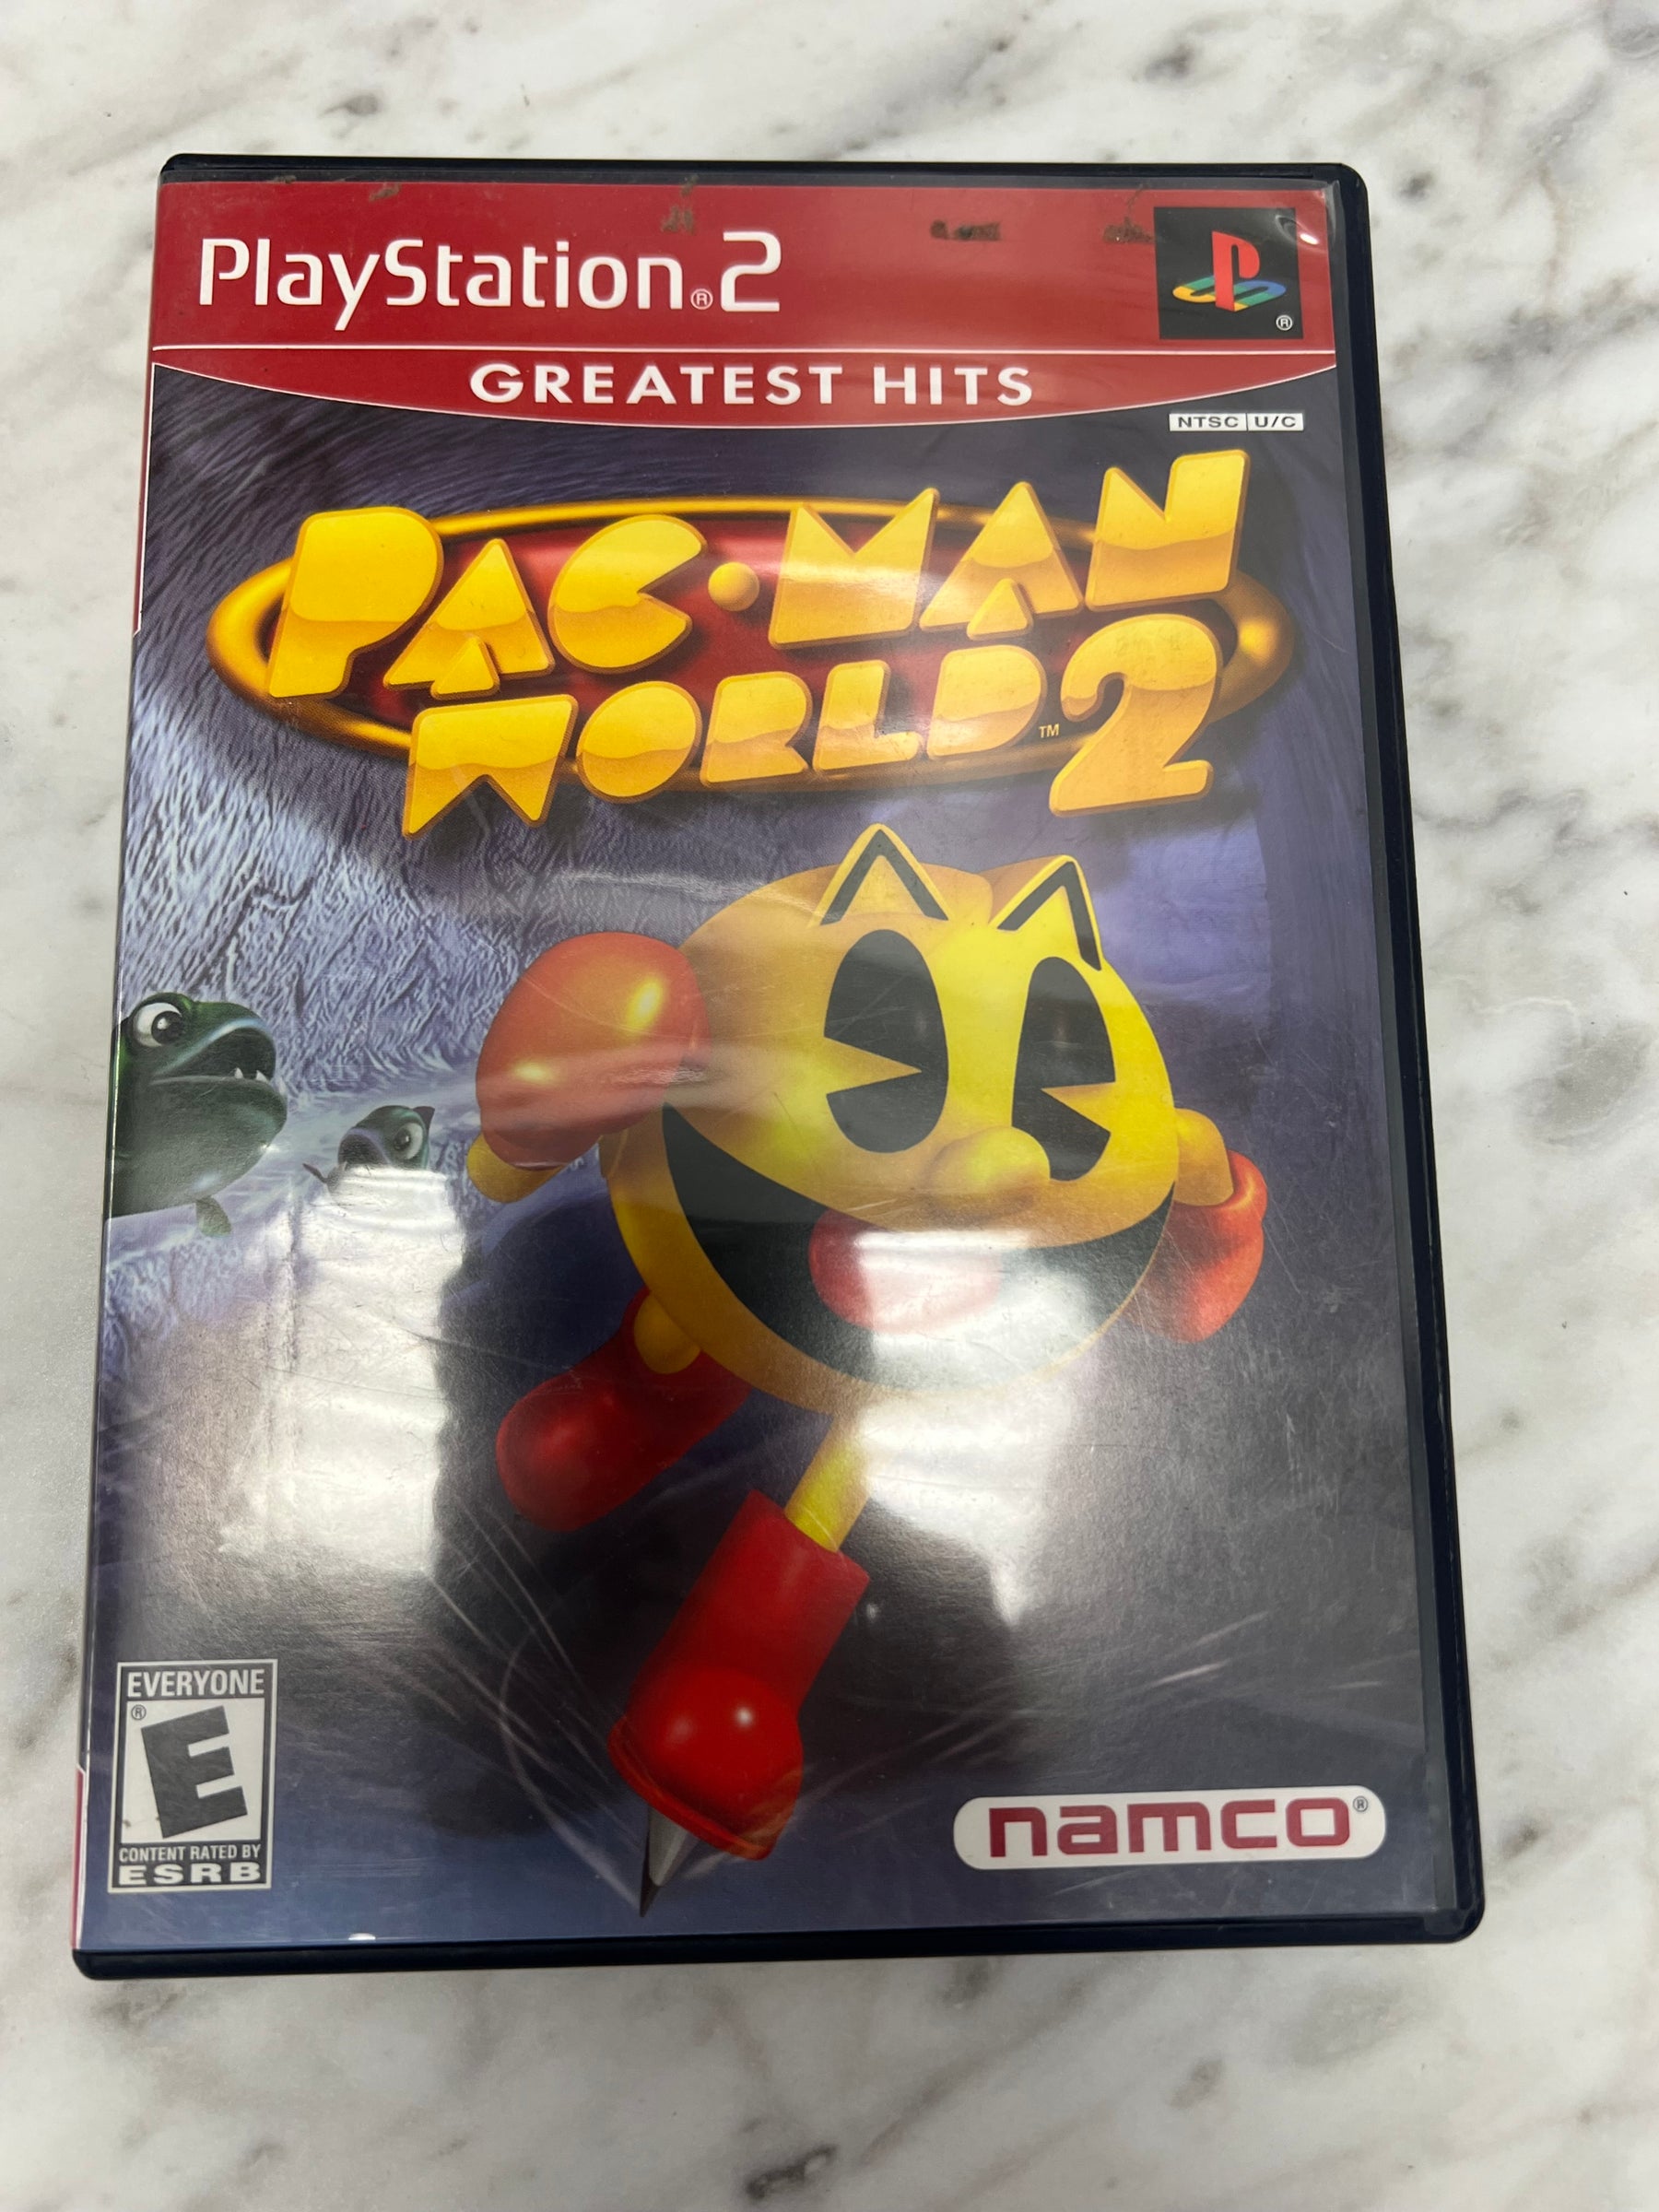 PlayStation®2
GREATEST HITS
NTSC U/C
PAC•MAN
WORLD™ 2
EVERYONE
®
E
CONTENT RATED BY
ESRB
namco®
®